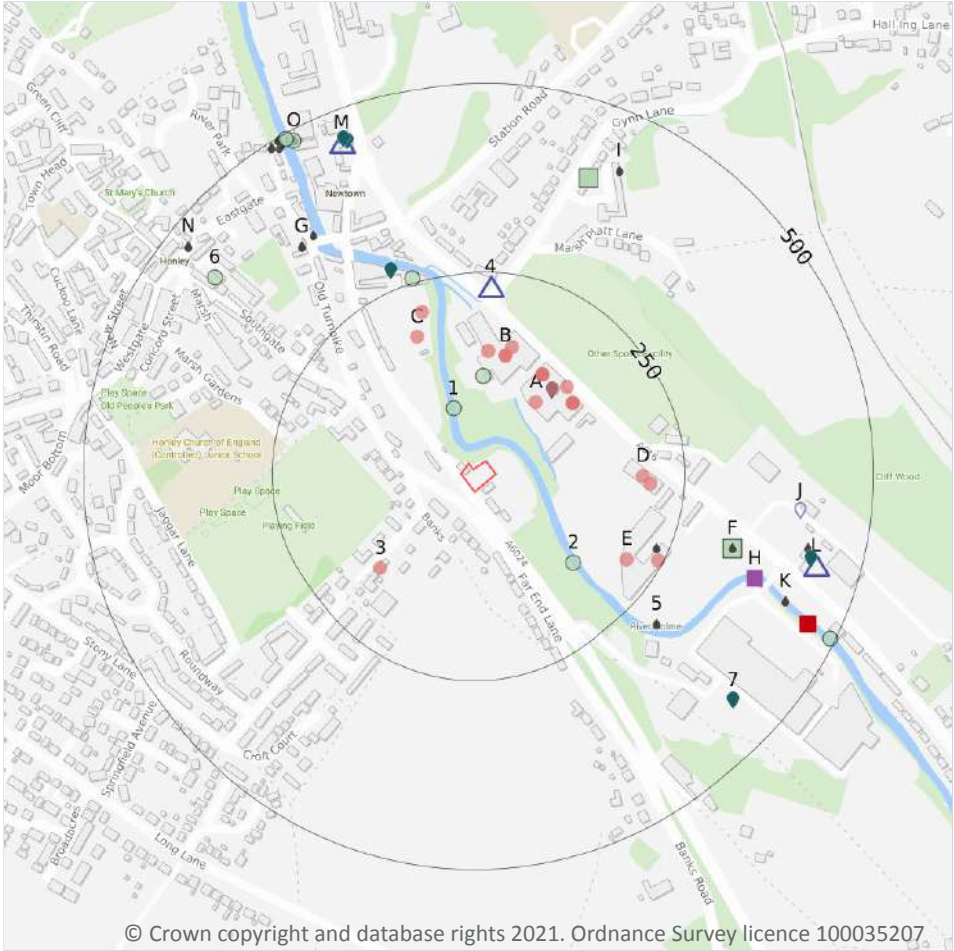 Hall Ing Lane
Green Cliff
River Park
Station Road
Gynn Lane
O
M
I
Town Head
St Mary's Church
Newtown
Eastgate
Marsh Platt Lane
500
N
G
Honley
6
4
Cuckoo Lane
New Street
Marsh
Southgate
Old Turnpike
Westgate
Concord Street
Thirstin Road
C
B
Other Sports Facility
250
Marsh Gardens
A
Play Space
Old People's Park
1
Moor Bottom
Honley Church of England
(Controlled) Junior School
D
Cliff Wood
Play Space
Play Space
Playing Field
J
Jaggar Lane
Banks
A6024
E
F
L
3
2
H
Far End Lane
K
5
River Holme
Stony Lane
Roundway
7
Springfield Avenue
Croft Court
Broadacres
Long Lane
Banks Road
© Crown copyright and database rights 2021. Ordnance Survey licence 100035207